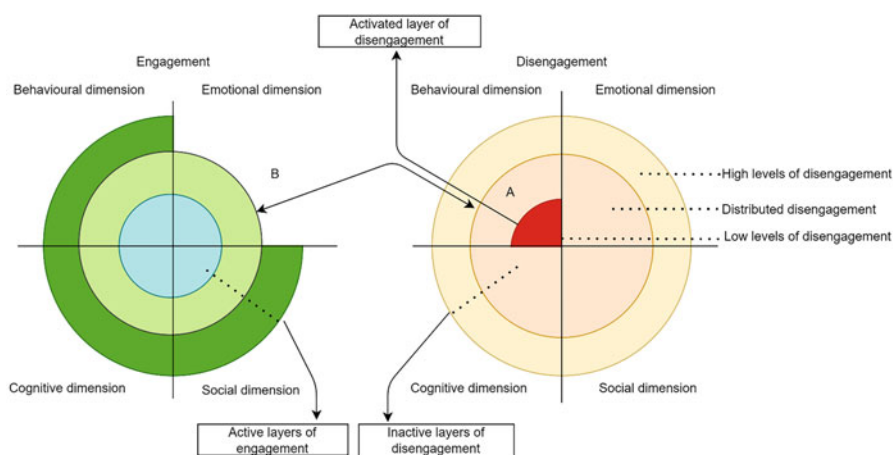 Activated layer of
disengagement
Engagement
Disengagement
Behavioural dimension
Emotional dimension
Behavioural dimension
Emotional dimension
B
A
High levels of disengagement
Distributed disengagement
Low levels of disengagement
Cognitive dimension
Social dimension
Cognitive dimension
Social dimension
Active layers of
engagement
Inactive layers of
disengagement